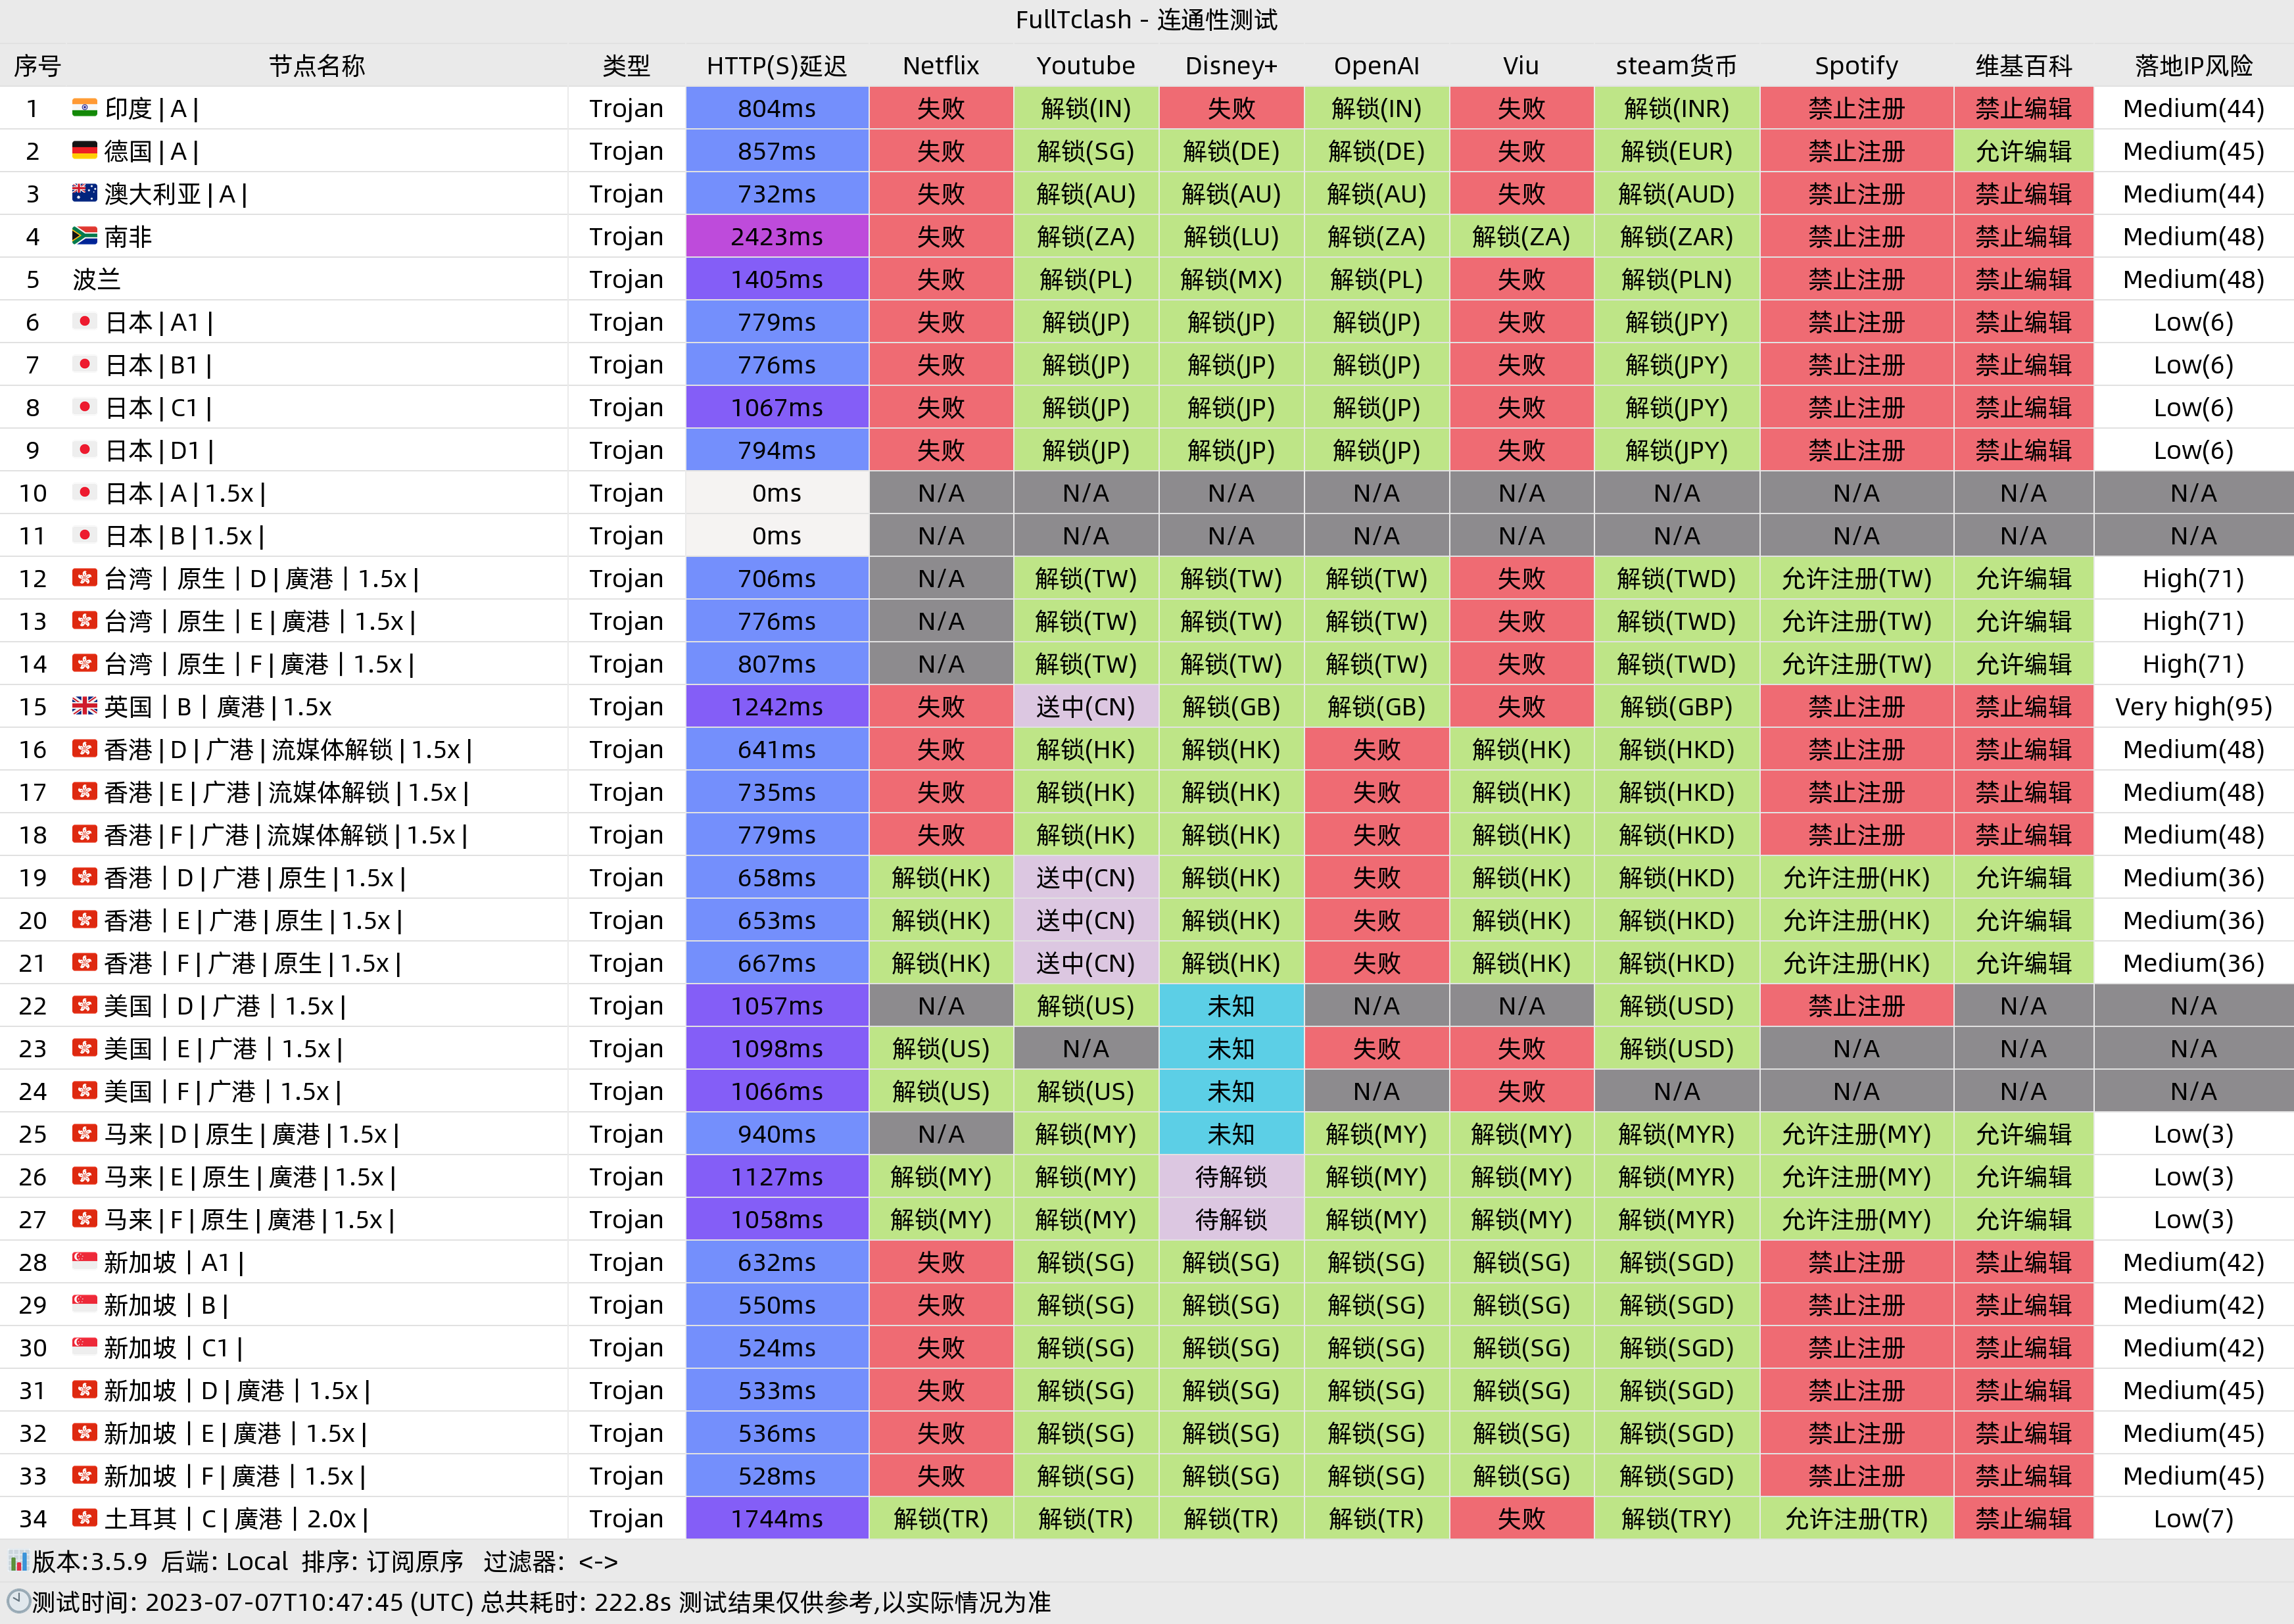 FullTclash - 连通性测试
序号 节点名称 类型 HTTP(S)延迟 Netflix Youtube Disney+ OpenAI Viu steam货币 Spotify 维基百科 落地IP风险
1 印度 | A | Trojan 804ms 失败 解锁(IN) 失败 解锁(IN) 失败 解锁(INR) 禁止注册 禁止编辑 Medium(44)
2 德国 | A | Trojan 857ms 失败 解锁(SG) 解锁(DE) 解锁(DE) 失败 解锁(EUR) 禁止注册 允许编辑 Medium(45)
3 澳大利亚 | A | Trojan 732ms 失败 解锁(AU) 解锁(AU) 解锁(AU) 失败 解锁(AUD) 禁止注册 禁止编辑 Medium(44)
4 南非 Trojan 2423ms 失败 解锁(ZA) 解锁(LU) 解锁(ZA) 解锁(ZA) 解锁(ZAR) 禁止注册 禁止编辑 Medium(48)
5 波兰 Trojan 1405ms 失败 解锁(PL) 解锁(MX) 解锁(PL) 失败 解锁(PLN) 禁止注册 禁止编辑 Medium(48)
6 日本 | A1 | Trojan 779ms 失败 解锁(JP) 解锁(JP) 解锁(JP) 失败 解锁(JPY) 禁止注册 禁止编辑 Low(6)
7 日本 | B1 | Trojan 776ms 失败 解锁(JP) 解锁(JP) 解锁(JP) 失败 解锁(JPY) 禁止注册 禁止编辑 Low(6)
8 日本 | C1 | Trojan 1067ms 失败 解锁(JP) 解锁(JP) 解锁(JP) 失败 解锁(JPY) 禁止注册 禁止编辑 Low(6)
9 日本 | D1 | Trojan 794ms 失败 解锁(JP) 解锁(JP) 解锁(JP) 失败 解锁(JPY) 禁止注册 禁止编辑 Low(6)
10 日本 | A | 1.5x | Trojan 0ms N/A N/A N/A N/A N/A N/A N/A N/A N/A
11 日本 | B | 1.5x | Trojan 0ms N/A N/A N/A N/A N/A N/A N/A N/A N/A
12 台湾丨原生丨D | 廣港丨1.5x | Trojan 706ms N/A 解锁(TW) 解锁(TW) 解锁(TW) 失败 解锁(TWD) 允许注册(TW) 允许编辑 High(71)
13 台湾丨原生丨E | 廣港丨1.5x | Trojan 776ms N/A 解锁(TW) 解锁(TW) 解锁(TW) 失败 解锁(TWD) 允许注册(TW) 允许编辑 High(71)
14 台湾丨原生丨F | 廣港丨1.5x | Trojan 807ms N/A 解锁(TW) 解锁(TW) 解锁(TW) 失败 解锁(TWD) 允许注册(TW) 允许编辑 High(71)
15 英国丨B丨廣港 | 1.5x Trojan 1242ms 失败 送中(CN) 解锁(GB) 解锁(GB) 失败 解锁(GBP) 禁止注册 禁止编辑 Very high(95)
16 香港 | D | 广港 | 流媒体解锁 | 1.5x | Trojan 641ms 失败 解锁(HK) 解锁(HK) 失败 解锁(HK) 解锁(HKD) 禁止注册 禁止编辑 Medium(48)
17 香港 | E | 广港 | 流媒体解锁 | 1.5x | Trojan 735ms 失败 解锁(HK) 解锁(HK) 失败 解锁(HK) 解锁(HKD) 禁止注册 禁止编辑 Medium(48)
18 香港 | F | 广港 | 流媒体解锁 | 1.5x | Trojan 779ms 失败 解锁(HK) 解锁(HK) 失败 解锁(HK) 解锁(HKD) 禁止注册 禁止编辑 Medium(48)
19 香港丨D | 广港 | 原生 | 1.5x | Trojan 658ms 解锁(HK) 送中(CN) 解锁(HK) 失败 解锁(HK) 解锁(HKD) 允许注册(HK) 允许编辑 Medium(36)
20 香港丨E | 广港 | 原生 | 1.5x | Trojan 653ms 解锁(HK) 送中(CN) 解锁(HK) 失败 解锁(HK) 解锁(HKD) 允许注册(HK) 允许编辑 Medium(36)
21 香港丨F | 广港 | 原生 | 1.5x | Trojan 667ms 解锁(HK) 送中(CN) 解锁(HK) 失败 解锁(HK) 解锁(HKD) 允许注册(HK) 允许编辑 Medium(36)
22 美国丨D | 广港丨1.5x | Trojan 1057ms N/A 解锁(US) 未知 N/A N/A 解锁(USD) 禁止注册 N/A N/A
23 美国丨E | 广港丨1.5x | Trojan 1098ms 解锁(US) N/A 未知 失败 失败 解锁(USD) N/A N/A N/A
24 美国丨F | 广港丨1.5x | Trojan 1066ms 解锁(US) 解锁(US) 未知 N/A 失败 N/A N/A N/A N/A
25 马来 | D | 原生 | 廣港 | 1.5x | Trojan 940ms N/A 解锁(MY) 未知 解锁(MY) 解锁(MY) 解锁(MYR) 允许注册(MY) 允许编辑 Low(3)
26 马来 | E | 原生 | 廣港 | 1.5x | Trojan 1127ms 解锁(MY) 解锁(MY) 待解锁 解锁(MY) 解锁(MY) 解锁(MYR) 允许注册(MY) 允许编辑 Low(3)
27 马来 | F | 原生 | 廣港 | 1.5x | Trojan 1058ms 解锁(MY) 解锁(MY) 待解锁 解锁(MY) 解锁(MY) 解锁(MYR) 允许注册(MY) 允许编辑 Low(3)
28 新加坡丨A1 | Trojan 632ms 失败 解锁(SG) 解锁(SG) 解锁(SG) 解锁(SG) 解锁(SGD) 禁止注册 禁止编辑 Medium(42)
29 新加坡丨B | Trojan 550ms 失败 解锁(SG) 解锁(SG) 解锁(SG) 解锁(SG) 解锁(SGD) 禁止注册 禁止编辑 Medium(42)
30 新加坡丨C1 | Trojan 524ms 失败 解锁(SG) 解锁(SG) 解锁(SG) 解锁(SG) 解锁(SGD) 禁止注册 禁止编辑 Medium(42)
31 新加坡丨D | 廣港丨1.5x | Trojan 533ms 失败 解锁(SG) 解锁(SG) 解锁(SG) 解锁(SG) 解锁(SGD) 禁止注册 禁止编辑 Medium(45)
32 新加坡丨E | 廣港丨1.5x | Trojan 536ms 失败 解锁(SG) 解锁(SG) 解锁(SG) 解锁(SG) 解锁(SGD) 禁止注册 禁止编辑 Medium(45)
33 新加坡丨F | 廣港丨1.5x | Trojan 528ms 失败 解锁(SG) 解锁(SG) 解锁(SG) 解锁(SG) 解锁(SGD) 禁止注册 禁止编辑 Medium(45)
34 土耳其丨C | 廣港丨2.0x | Trojan 1744ms 解锁(TR) 解锁(TR) 解锁(TR) 解锁(TR) 失败 解锁(TRY) 允许注册(TR) 禁止编辑 Low(7)
版本:3.5.9 后端: Local 排序: 订阅原序 过滤器: <->
测试时间: 2023-07-07T10:47:45 (UTC) 总共耗时: 222.8s 测试结果仅供参考,以实际情况为准